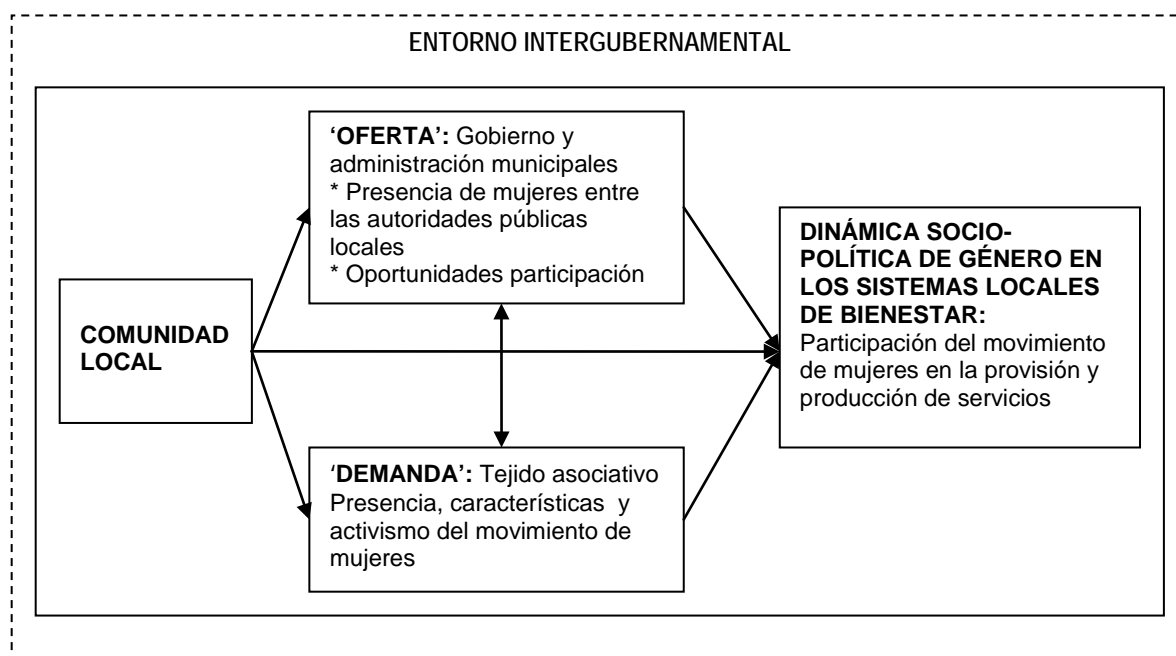 ENTORNO INTERGUBERNAMENTAL
‘OFERTA’: Gobierno y
administración municipales
* Presencia de mujeres entre
las autoridades públicas
locales
* Oportunidades participación
COMUNIDAD
LOCAL
‘DEMANDA’: Tejido asociativo
Presencia, características y
activismo del movimiento de
mujeres
DINÁMICA SOCIO-
POLÍTICA DE GÉNERO EN
LOS SISTEMAS LOCALES
DE BIENESTAR:
Participación del movimiento
de mujeres en la provisión y
producción de servicios